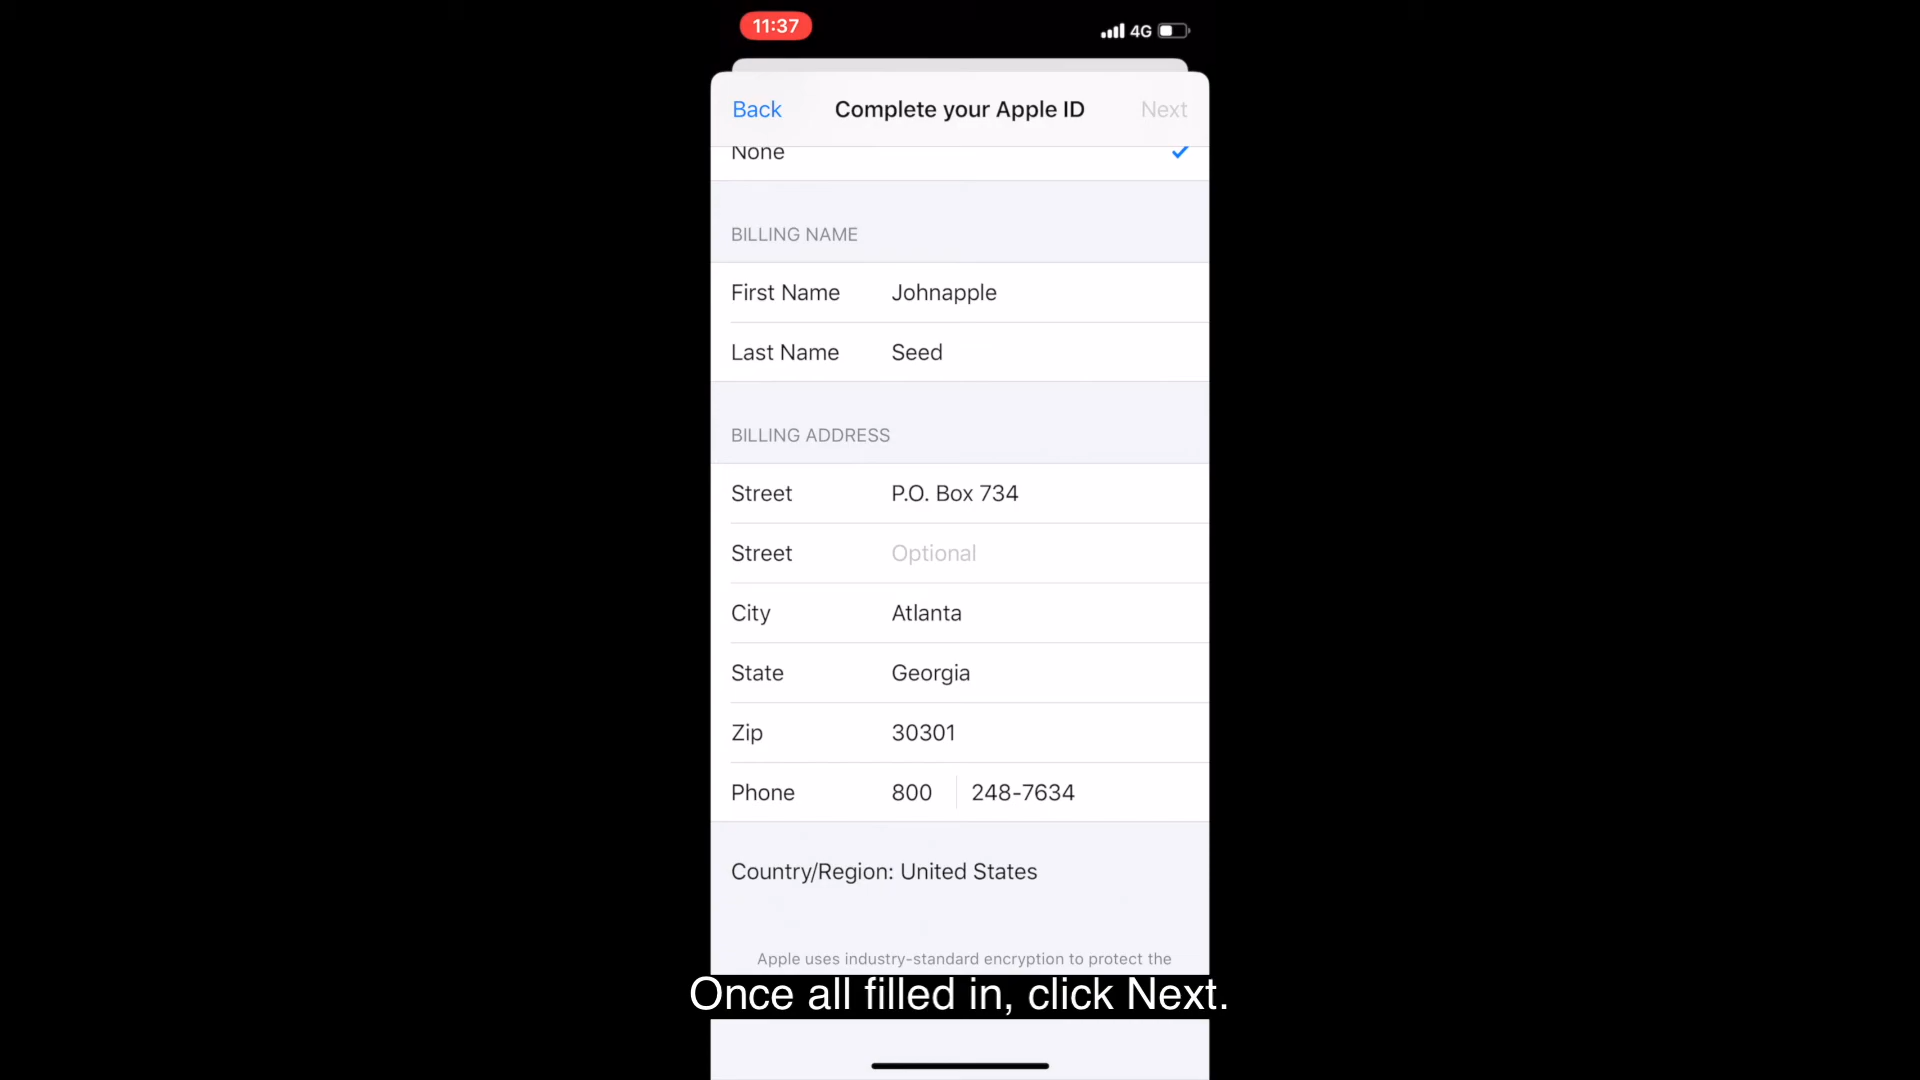 11:37
4G
Back Complete your Apple ID Next
None
BILLING NAME
First Name Johnapple
Last Name Seed
BILLING ADDRESS
Street P.O. Box 734
Street Optional
City Atlanta
State Georgia
Zip 30301
Phone 800 248-7634
Country/Region: United States
Apple uses industry-standard encryption to protect the
Once all filled in, click Next.